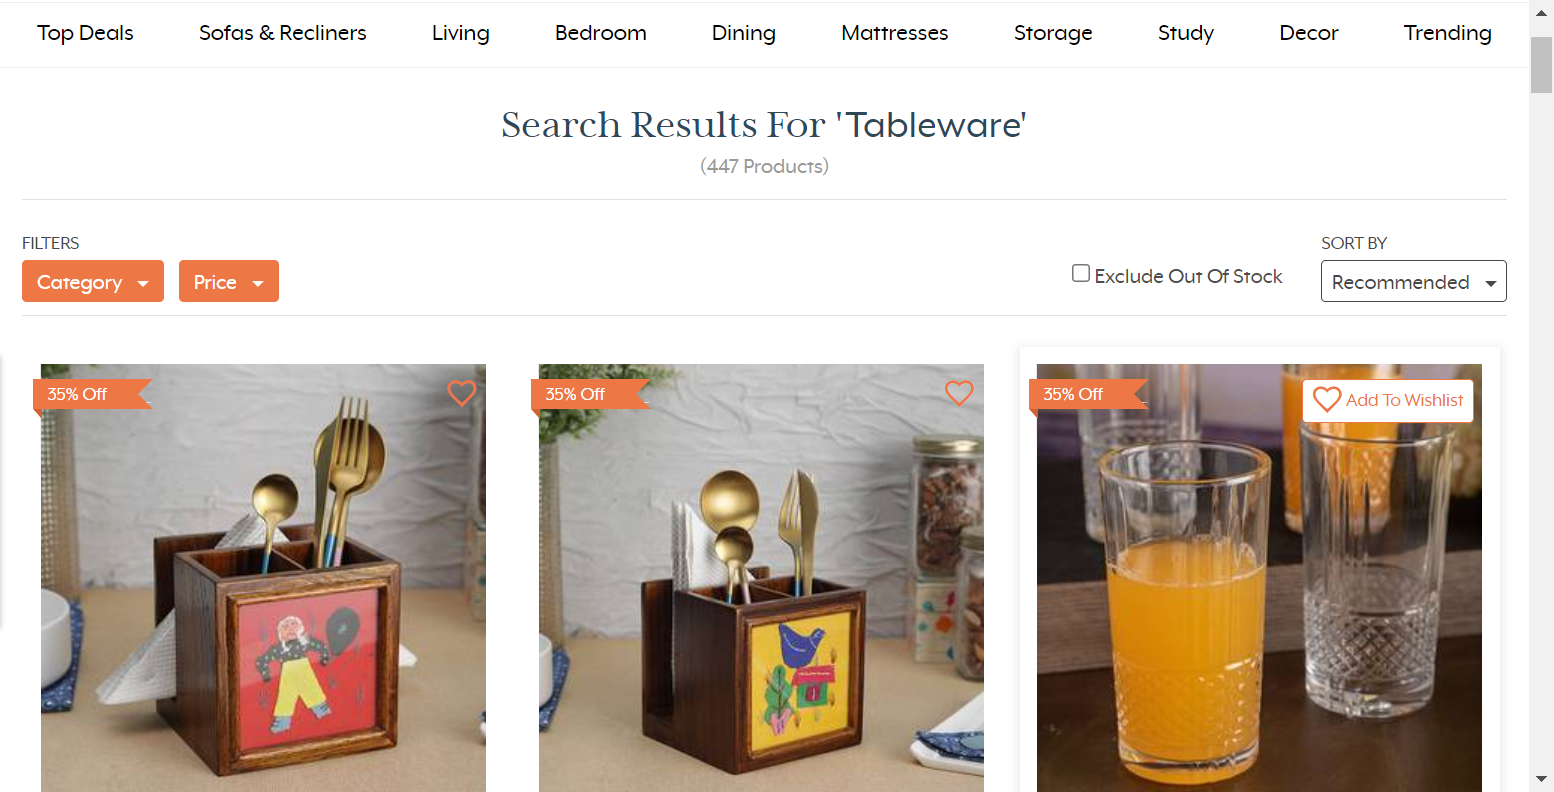 Top Deals Sofas & Recliners Living Bedroom Dining Mattresses Storage Study Decor Trending
Search Results For 'Tableware'
(447 Products)
FILTERS SORT BY
Category Price Exclude Out Of Stock Recommended
35% Off 35% Off 35% Off Add To Wishlist